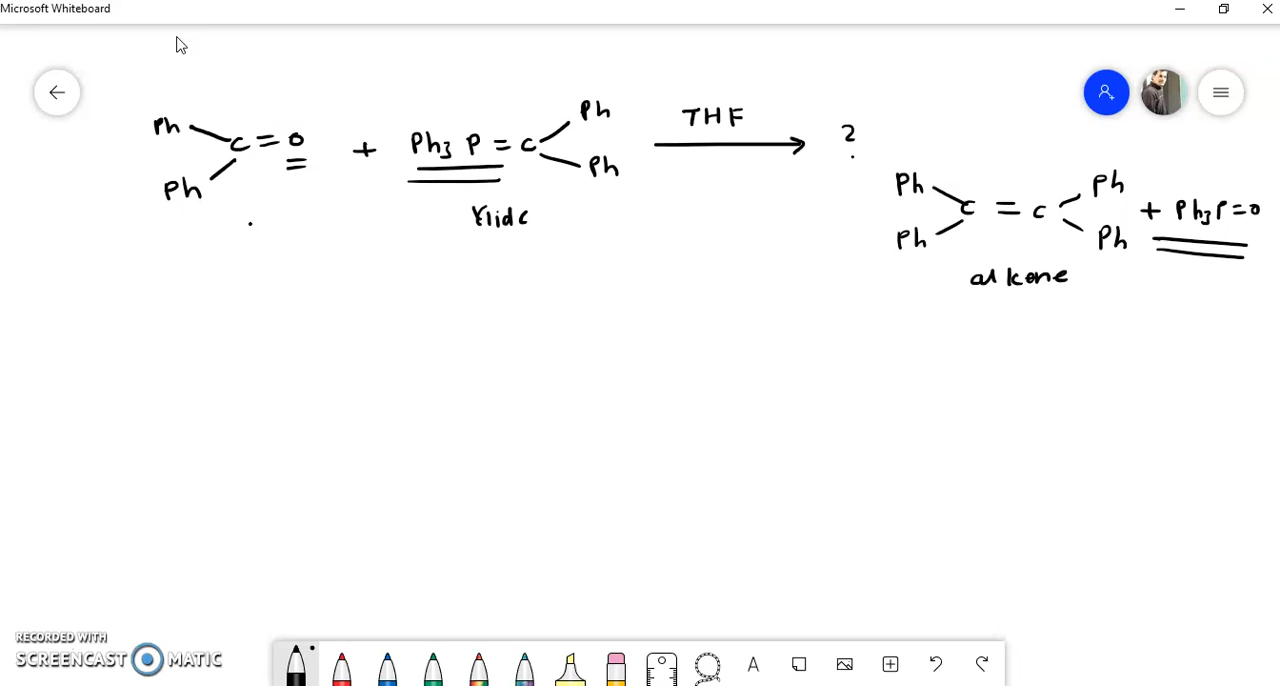 Microsoft Whiteboard
Ph
C = O + Ph3 P = C
Ph
Ph
Ph
THF
?
Ylide
Ph
Ph
C = C
Ph
Ph
+ Ph3P=O
alkene
A
RECORDED WITH
SCREENCAST MATIC